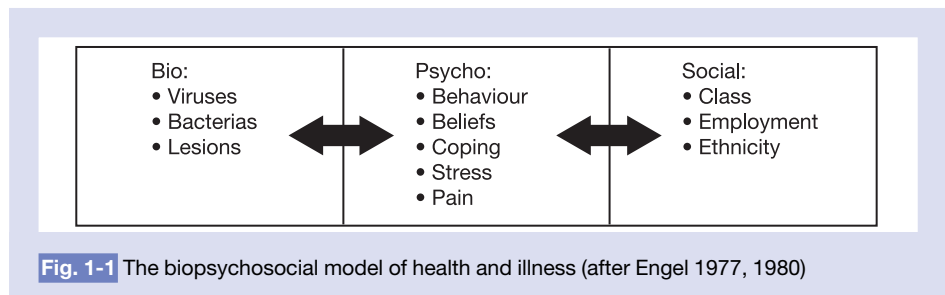 Bio:
• Viruses
• Bacterias
• Lesions
Psycho:
• Behaviour
• Beliefs
• Coping
• Stress
• Pain
Social:
• Class
• Employment
• Ethnicity
Fig. 1-1 The biopsychosocial model of health and illness (after Engel 1977, 1980)